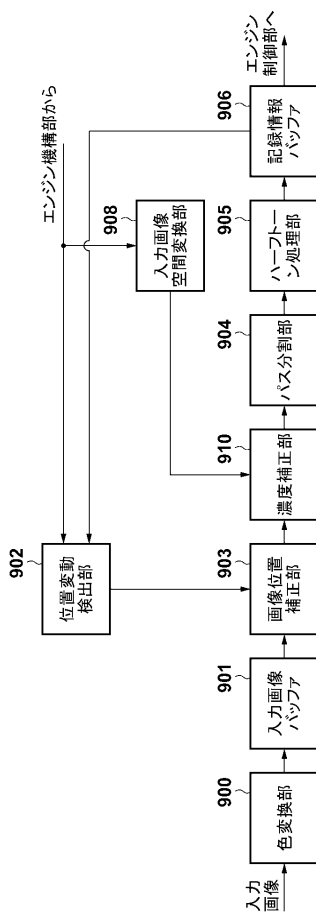 エンジン機構部から
902
位置変動
検出部
908
入力画像
空間変換部
入力
画像
900
色変換部
901
入力画像
バッファ
903
画像位置
補正部
910
濃度補正部
904
パス分割部
905
ハーフトー
ン処理部
906
記録情報
バッファ
エンジン
制御部へ